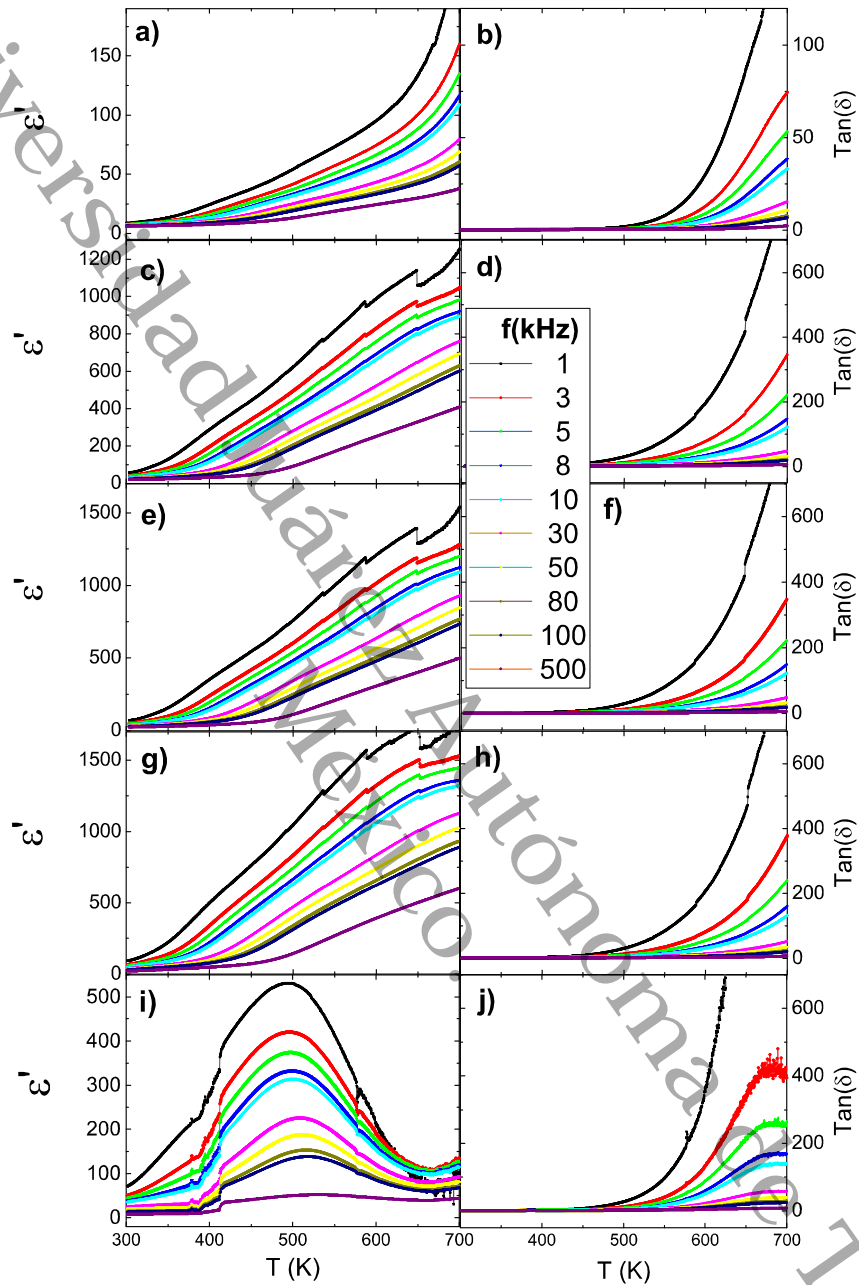 a)
b)
150
100
50
0
ε'
100
50
0
Tan(δ)
c)
d)
1200
1000
800
600
400
200
0
ε'
600
400
200
0
Tan(δ)
f(kHz)
1
3
5
8
10
30
50
80
100
500
e)
f)
1500
1000
500
0
ε'
600
400
200
0
Tan(δ)
g)
h)
1500
1000
500
0
ε'
600
400
200
0
Tan(δ)
i)
j)
500
400
300
200
100
0
ε'
600
400
200
0
Tan(δ)
300 400 500 600 700
300 400 500 600 700
T (K)
T (K)
versidad Juárez Autónoma de T
México.